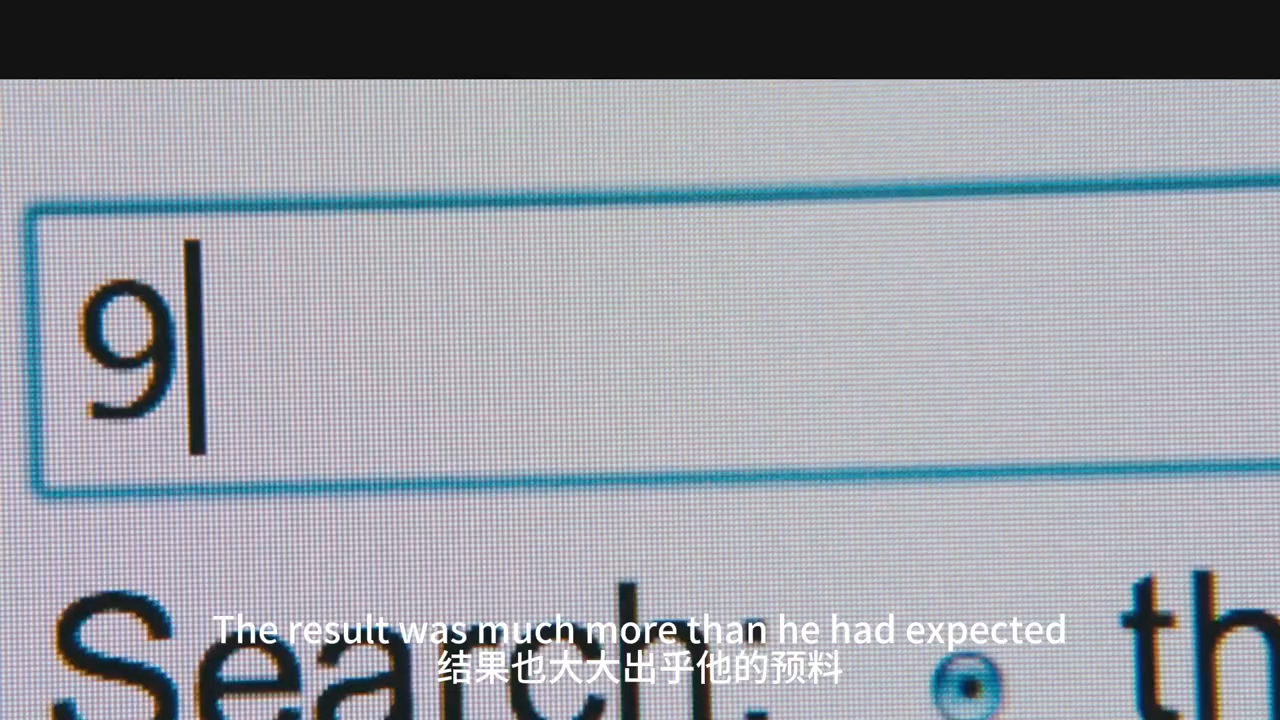 9
Search: th
The result was much more than he had expected
结果也大大出乎他的预料